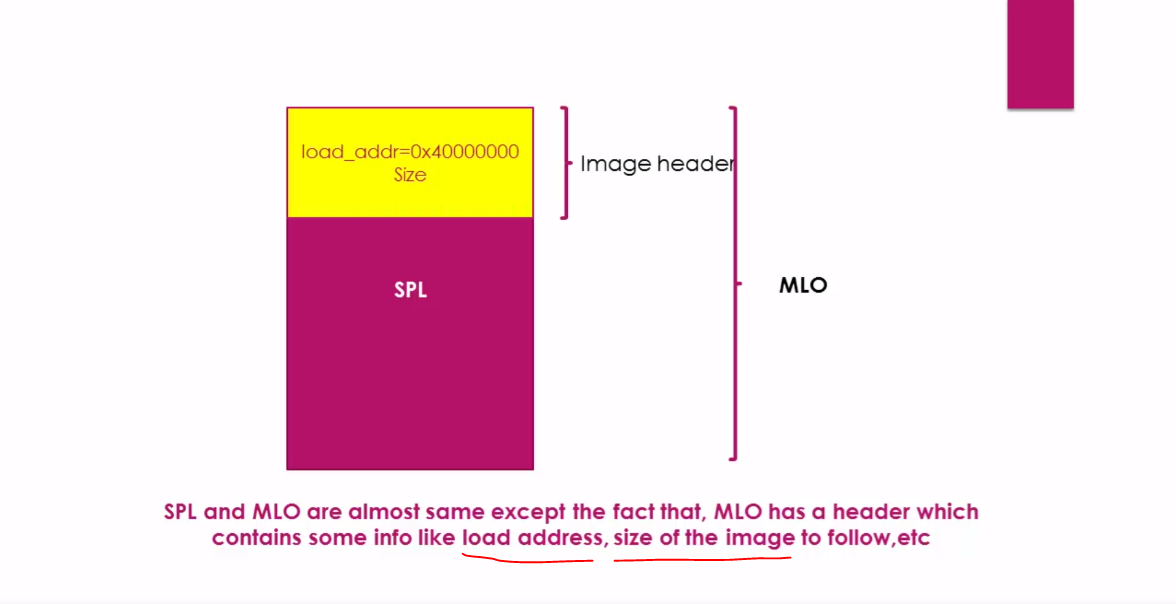 load_addr=0x40000000
Size
Image header
SPL
MLO
SPL and MLO are almost same except the fact that, MLO has a header which
contains some info like load address, size of the image to follow,etc